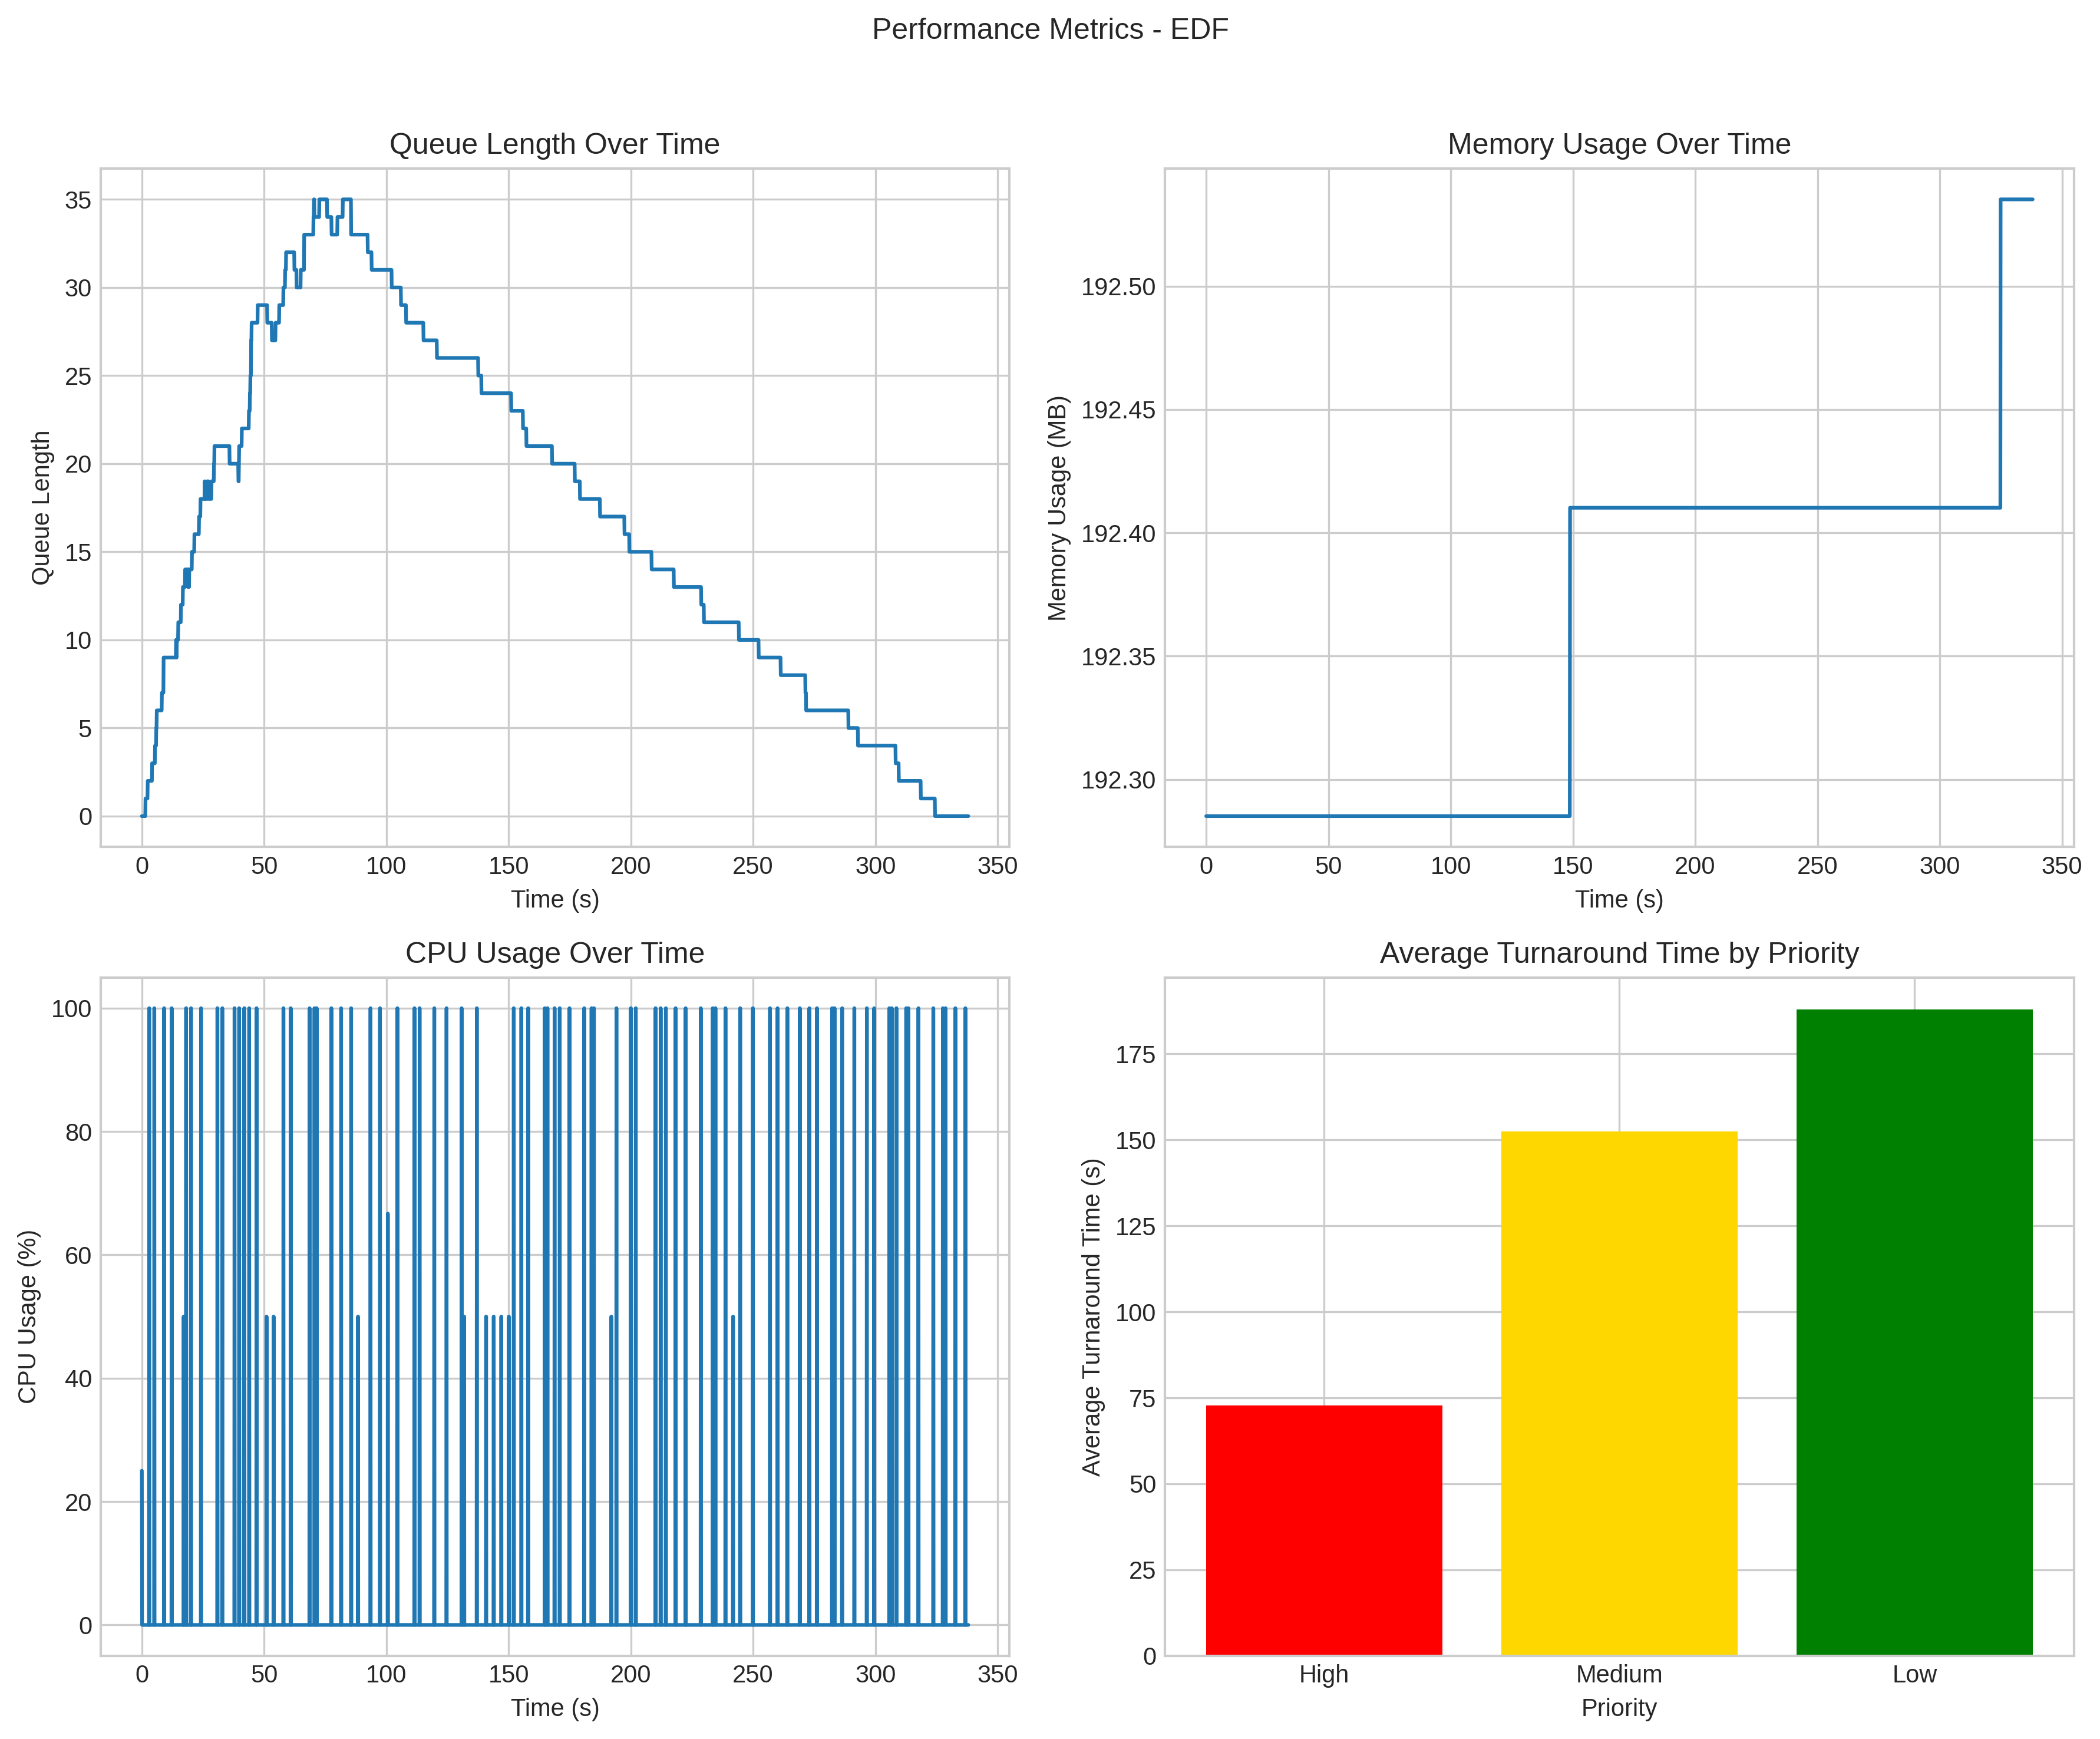 Performance Metrics - EDF
Queue Length Over Time
35
30
25
20
15
10
5
0
Queue Length
0 50 100 150 200 250 300 350
Time (s)
Memory Usage Over Time
192.50
192.45
192.40
192.35
192.30
Memory Usage (MB)
0 50 100 150 200 250 300 350
Time (s)
CPU Usage Over Time
100
80
60
40
20
0
CPU Usage (%)
0 50 100 150 200 250 300 350
Time (s)
Average Turnaround Time by Priority
175
150
125
100
75
50
25
0
Average Turnaround Time (s)
High Medium Low
Priority